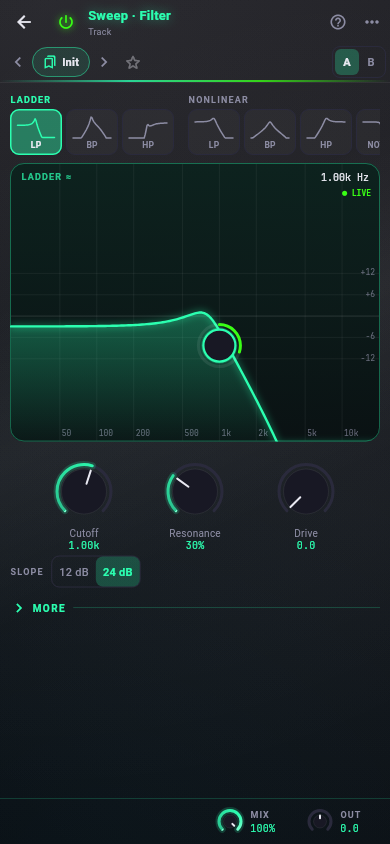 Sweep · Filter
Track
Init
A B
LADDER NONLINEAR
LP BP HP LP BP HP NO
LADDER ≈ 1.00k Hz
LIVE
+12
+6
-6
-12
50 100 200 500 1k 2k 5k 10k
Cutoff Resonance Drive
1.00k 30% 0.0
SLOPE 12 dB 24 dB
MORE
MIX OUT
100% 0.0